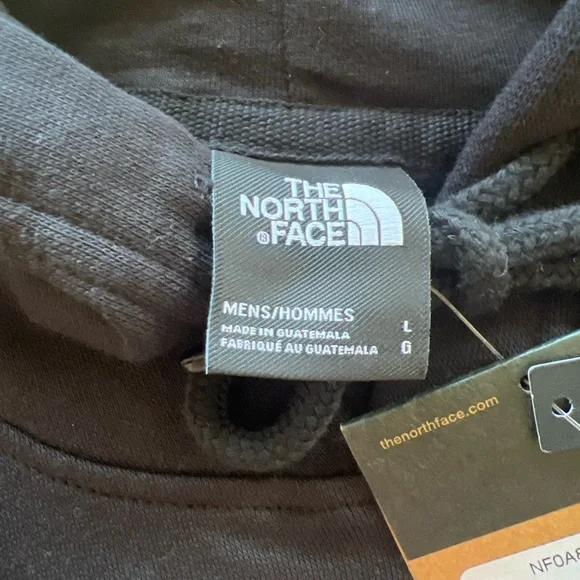 THE
NORTH
® FACE
MENS/HOMMES
MADE IN GUATEMALA
FABRIQUÉ AU GUATEMALA
L
G
thenorthface.com